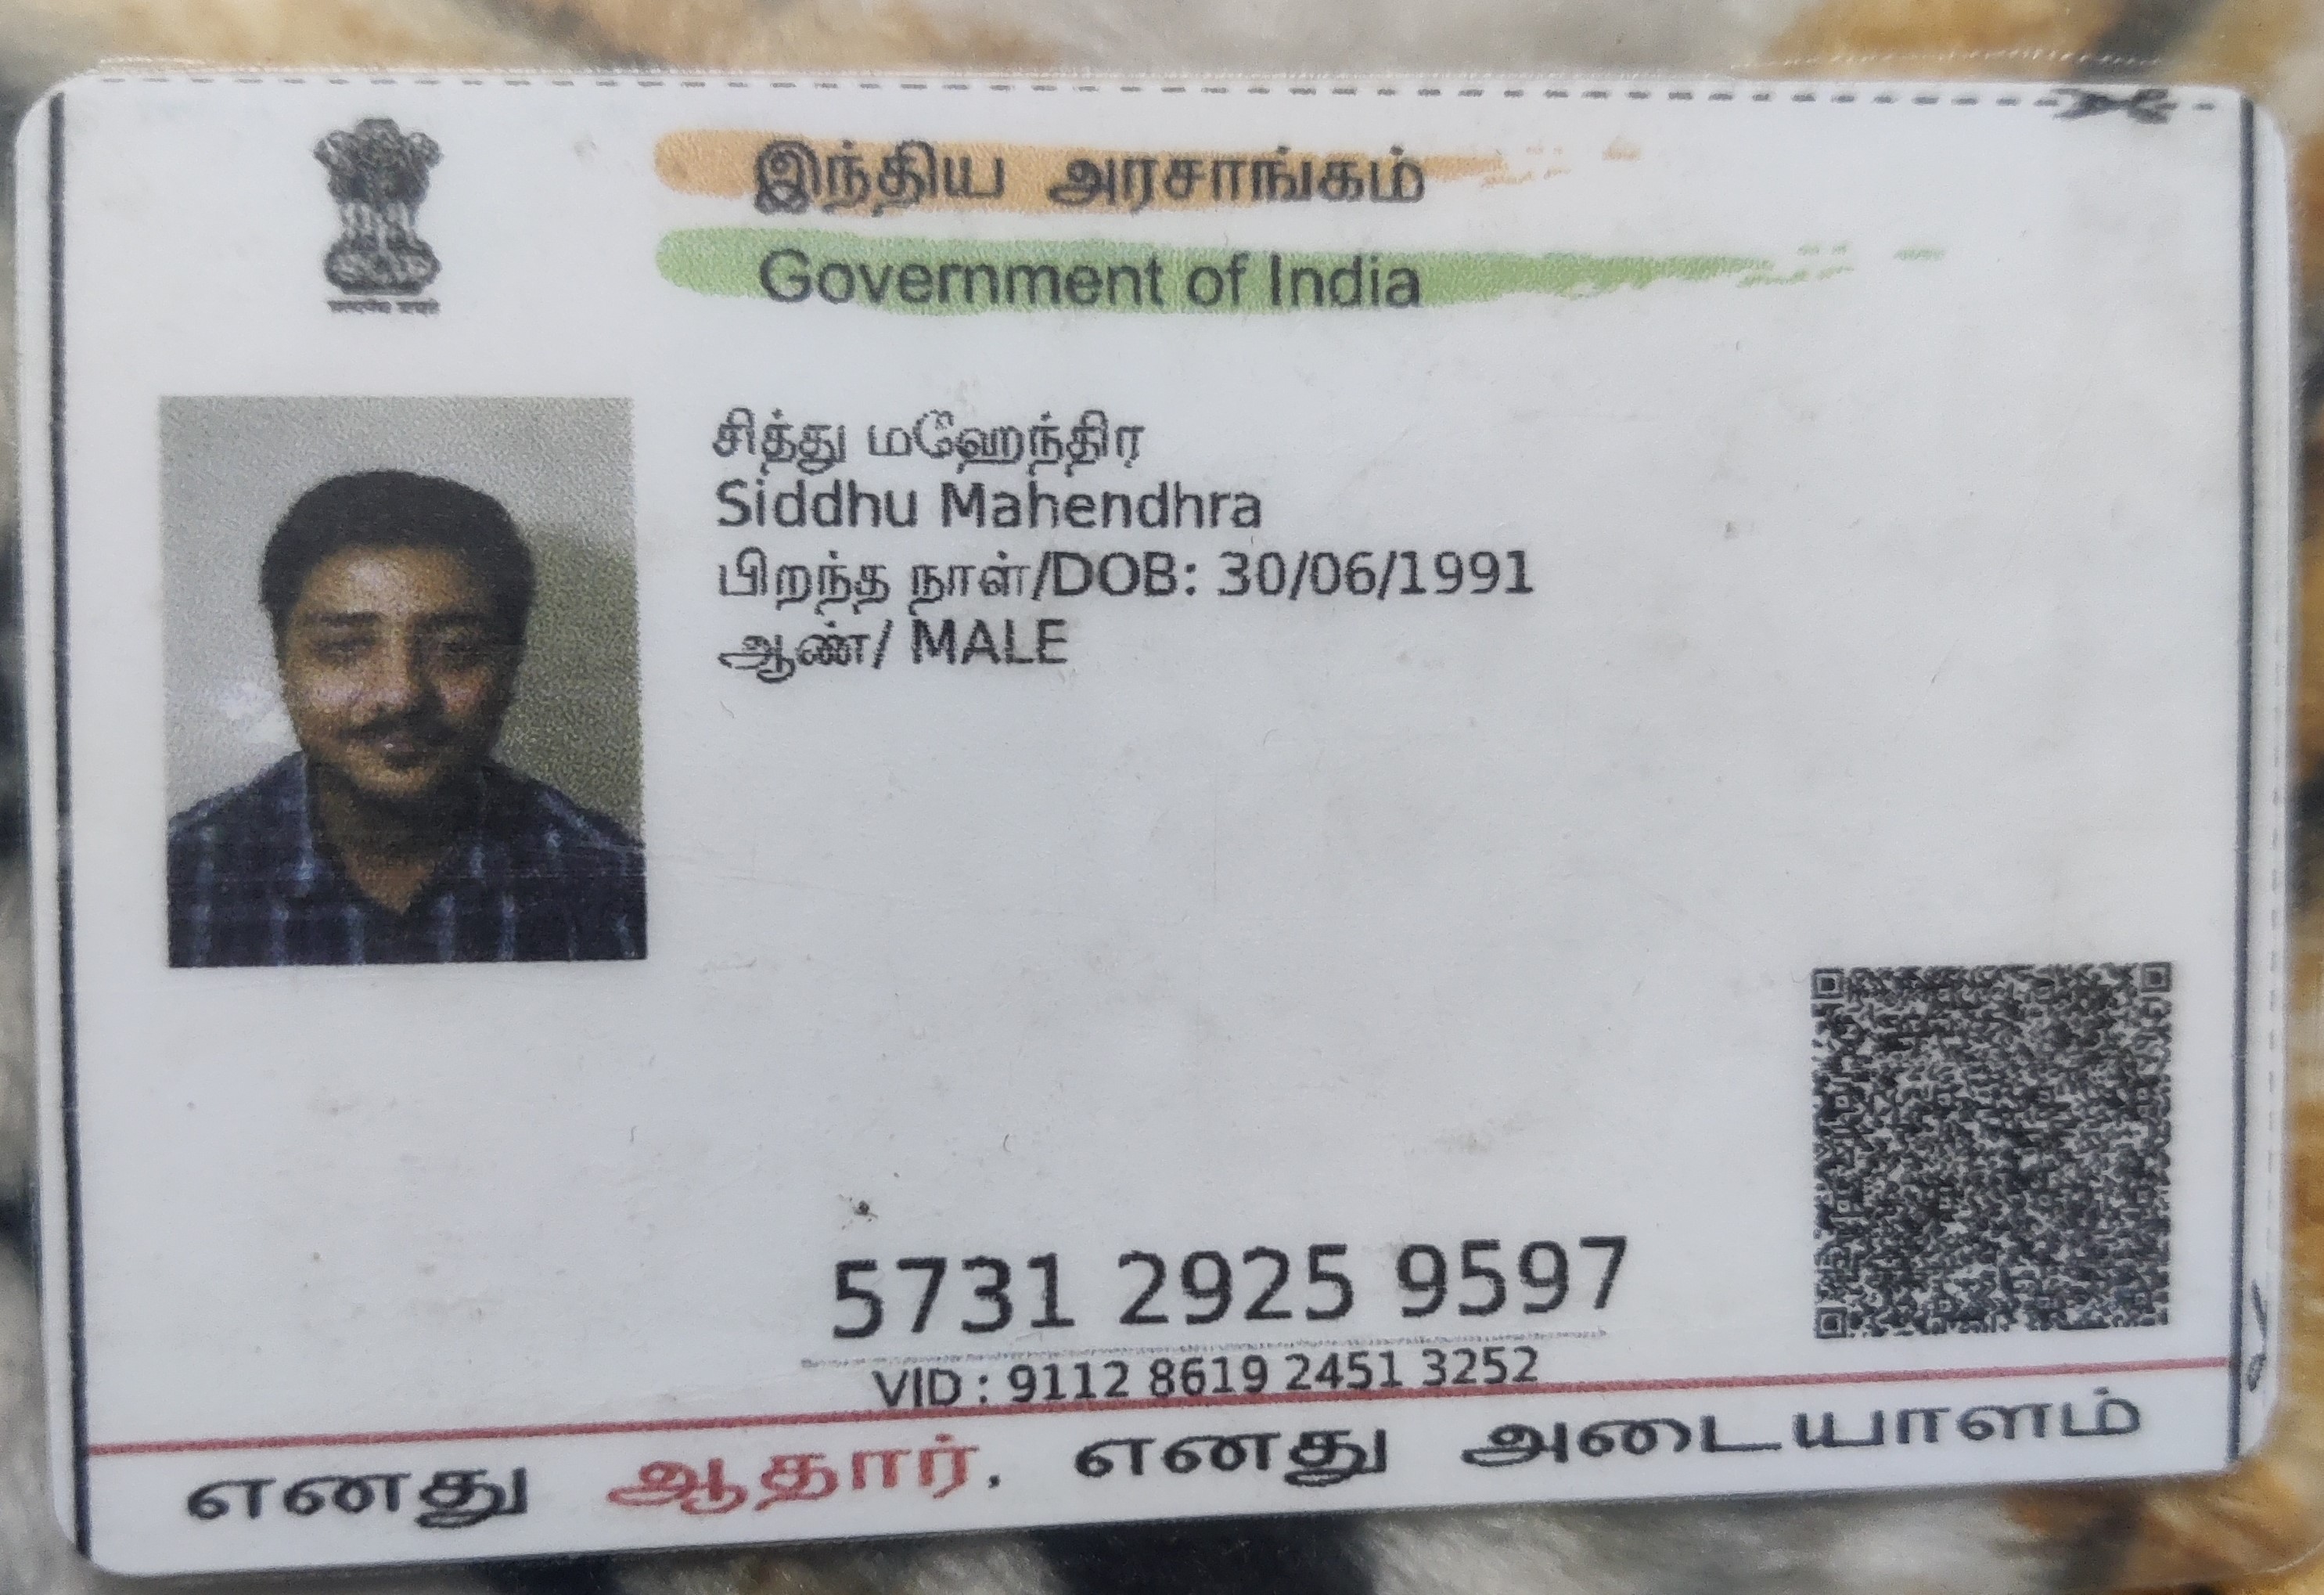 இந்திய அரசாங்கம்
Government of India
சித்து மஹேந்திர
Siddhu Mahendhra
பிறந்த நாள்/DOB: 30/06/1991
ஆண்/ MALE
5731 2925 9597
VID : 9112 8619 2451 3252
எனது ஆதார், எனது அடையாளம்